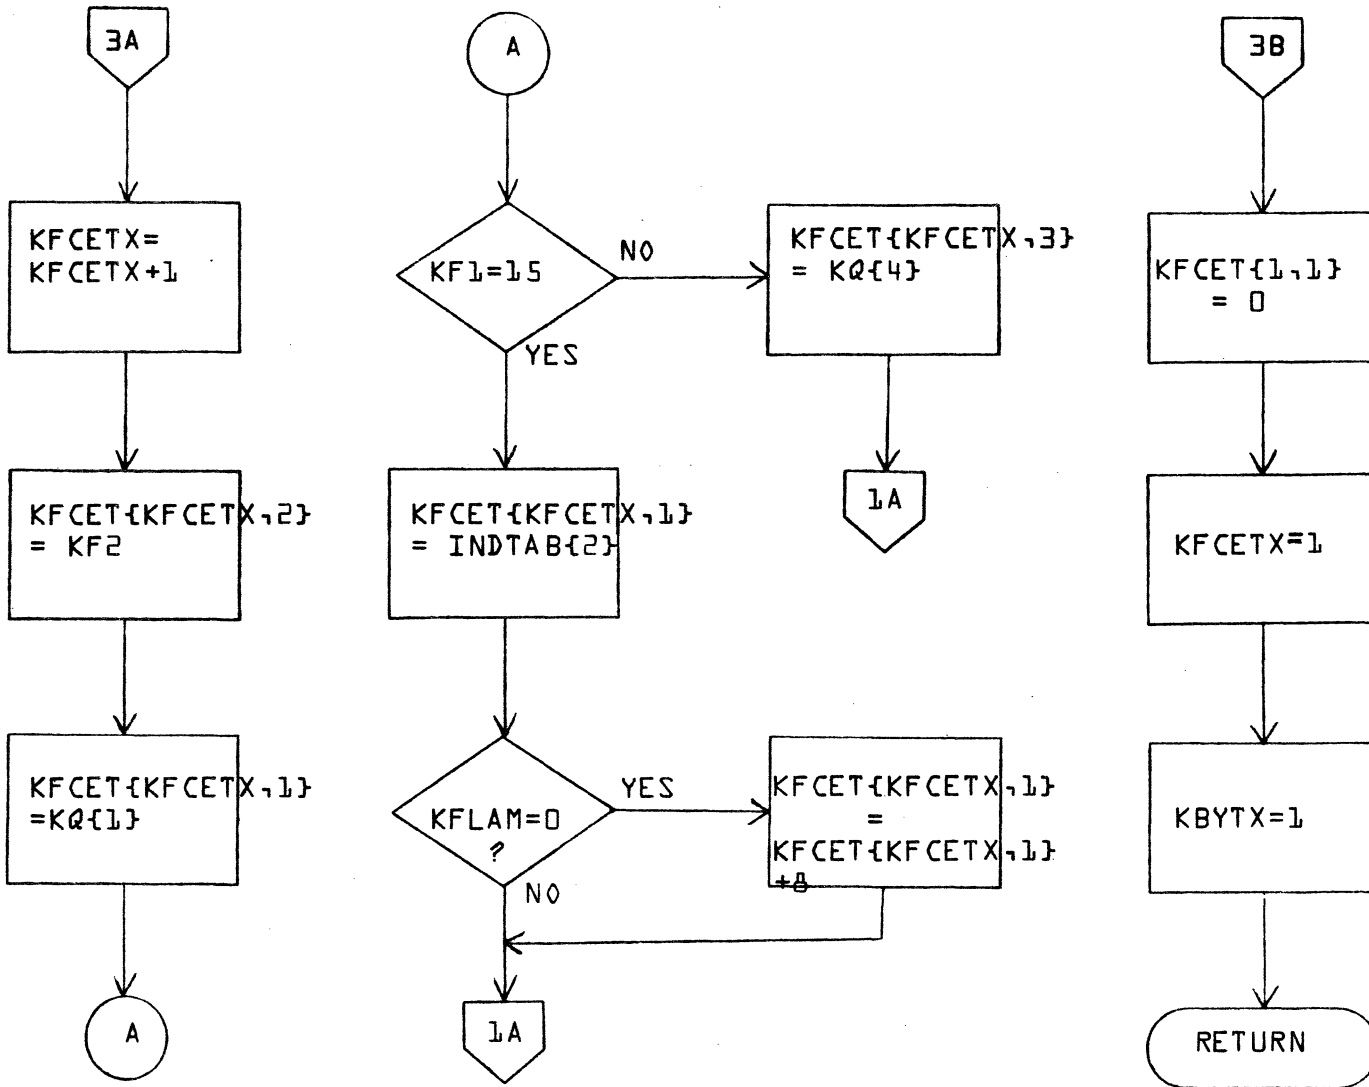 3A
KFCETX=
KFCETX+1
KFCET{KFCETX,2}
= KF2
KFCET{KFCETX,1}
=KQ{1}
A
A
KF1=15
NO
YES
KFCET{KFCETX,3}
= KQ{4}
1A
KFCET{KFCETX,1}
= INDTAB{2}
KFLAM=0
?
YES
NO
KFCET{KFCETX,1}
=
KFCET{KFCETX,1}
+8
1A
3B
KFCET{1,1}
= 0
KFCETX=1
KBYTX=1
RETURN